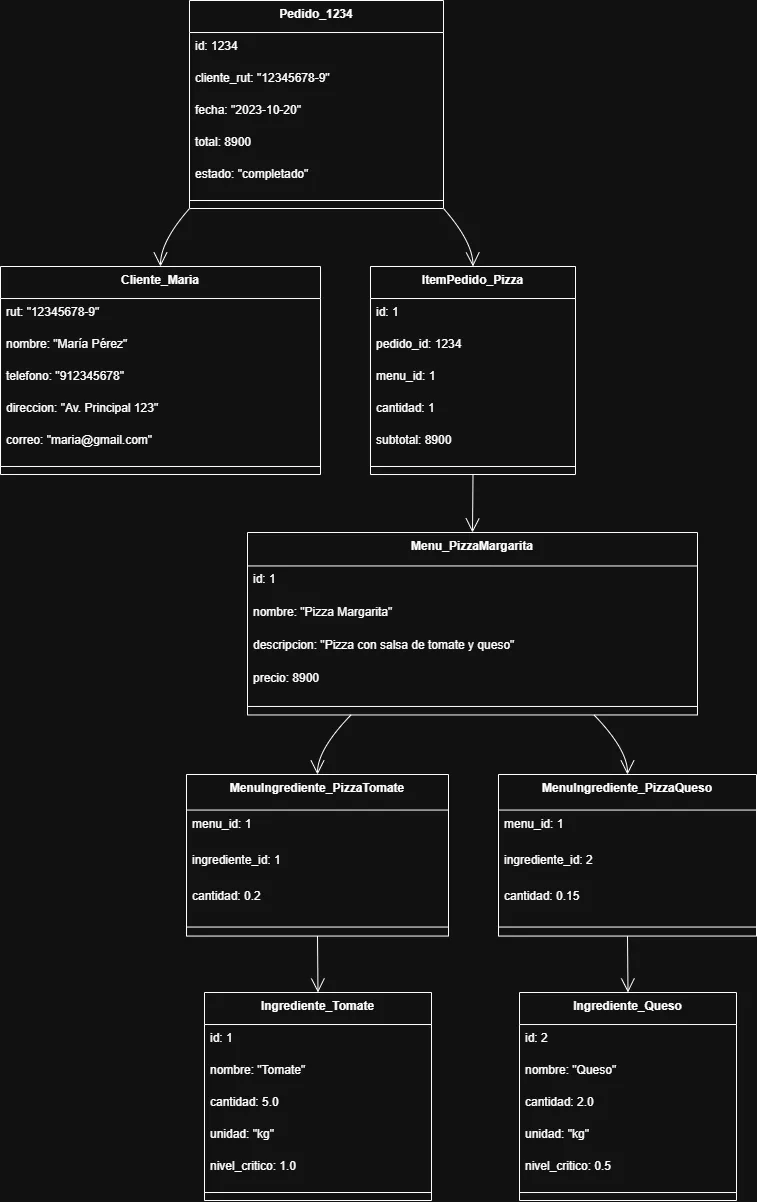 Pedido_1234
id: 1234
cliente_rut: "12345678-9"
fecha: "2023-10-20"
total: 8900
estado: "completado"
Cliente_Maria
rut: "12345678-9"
nombre: "María Pérez"
telefono: "912345678"
direccion: "Av. Principal 123"
correo: "maria@gmail.com"
ItemPedido_Pizza
id: 1
pedido_id: 1234
menu_id: 1
cantidad: 1
subtotal: 8900
Menu_PizzaMargarita
id: 1
nombre: "Pizza Margarita"
descripcion: "Pizza con salsa de tomate y queso"
precio: 8900
MenuIngrediente_PizzaTomate
menu_id: 1
ingrediente_id: 1
cantidad: 0.2
MenuIngrediente_PizzaQueso
menu_id: 1
ingrediente_id: 2
cantidad: 0.15
Ingrediente_Tomate
id: 1
nombre: "Tomate"
cantidad: 5.0
unidad: "kg"
nivel_critico: 1.0
Ingrediente_Queso
id: 2
nombre: "Queso"
cantidad: 2.0
unidad: "kg"
nivel_critico: 0.5